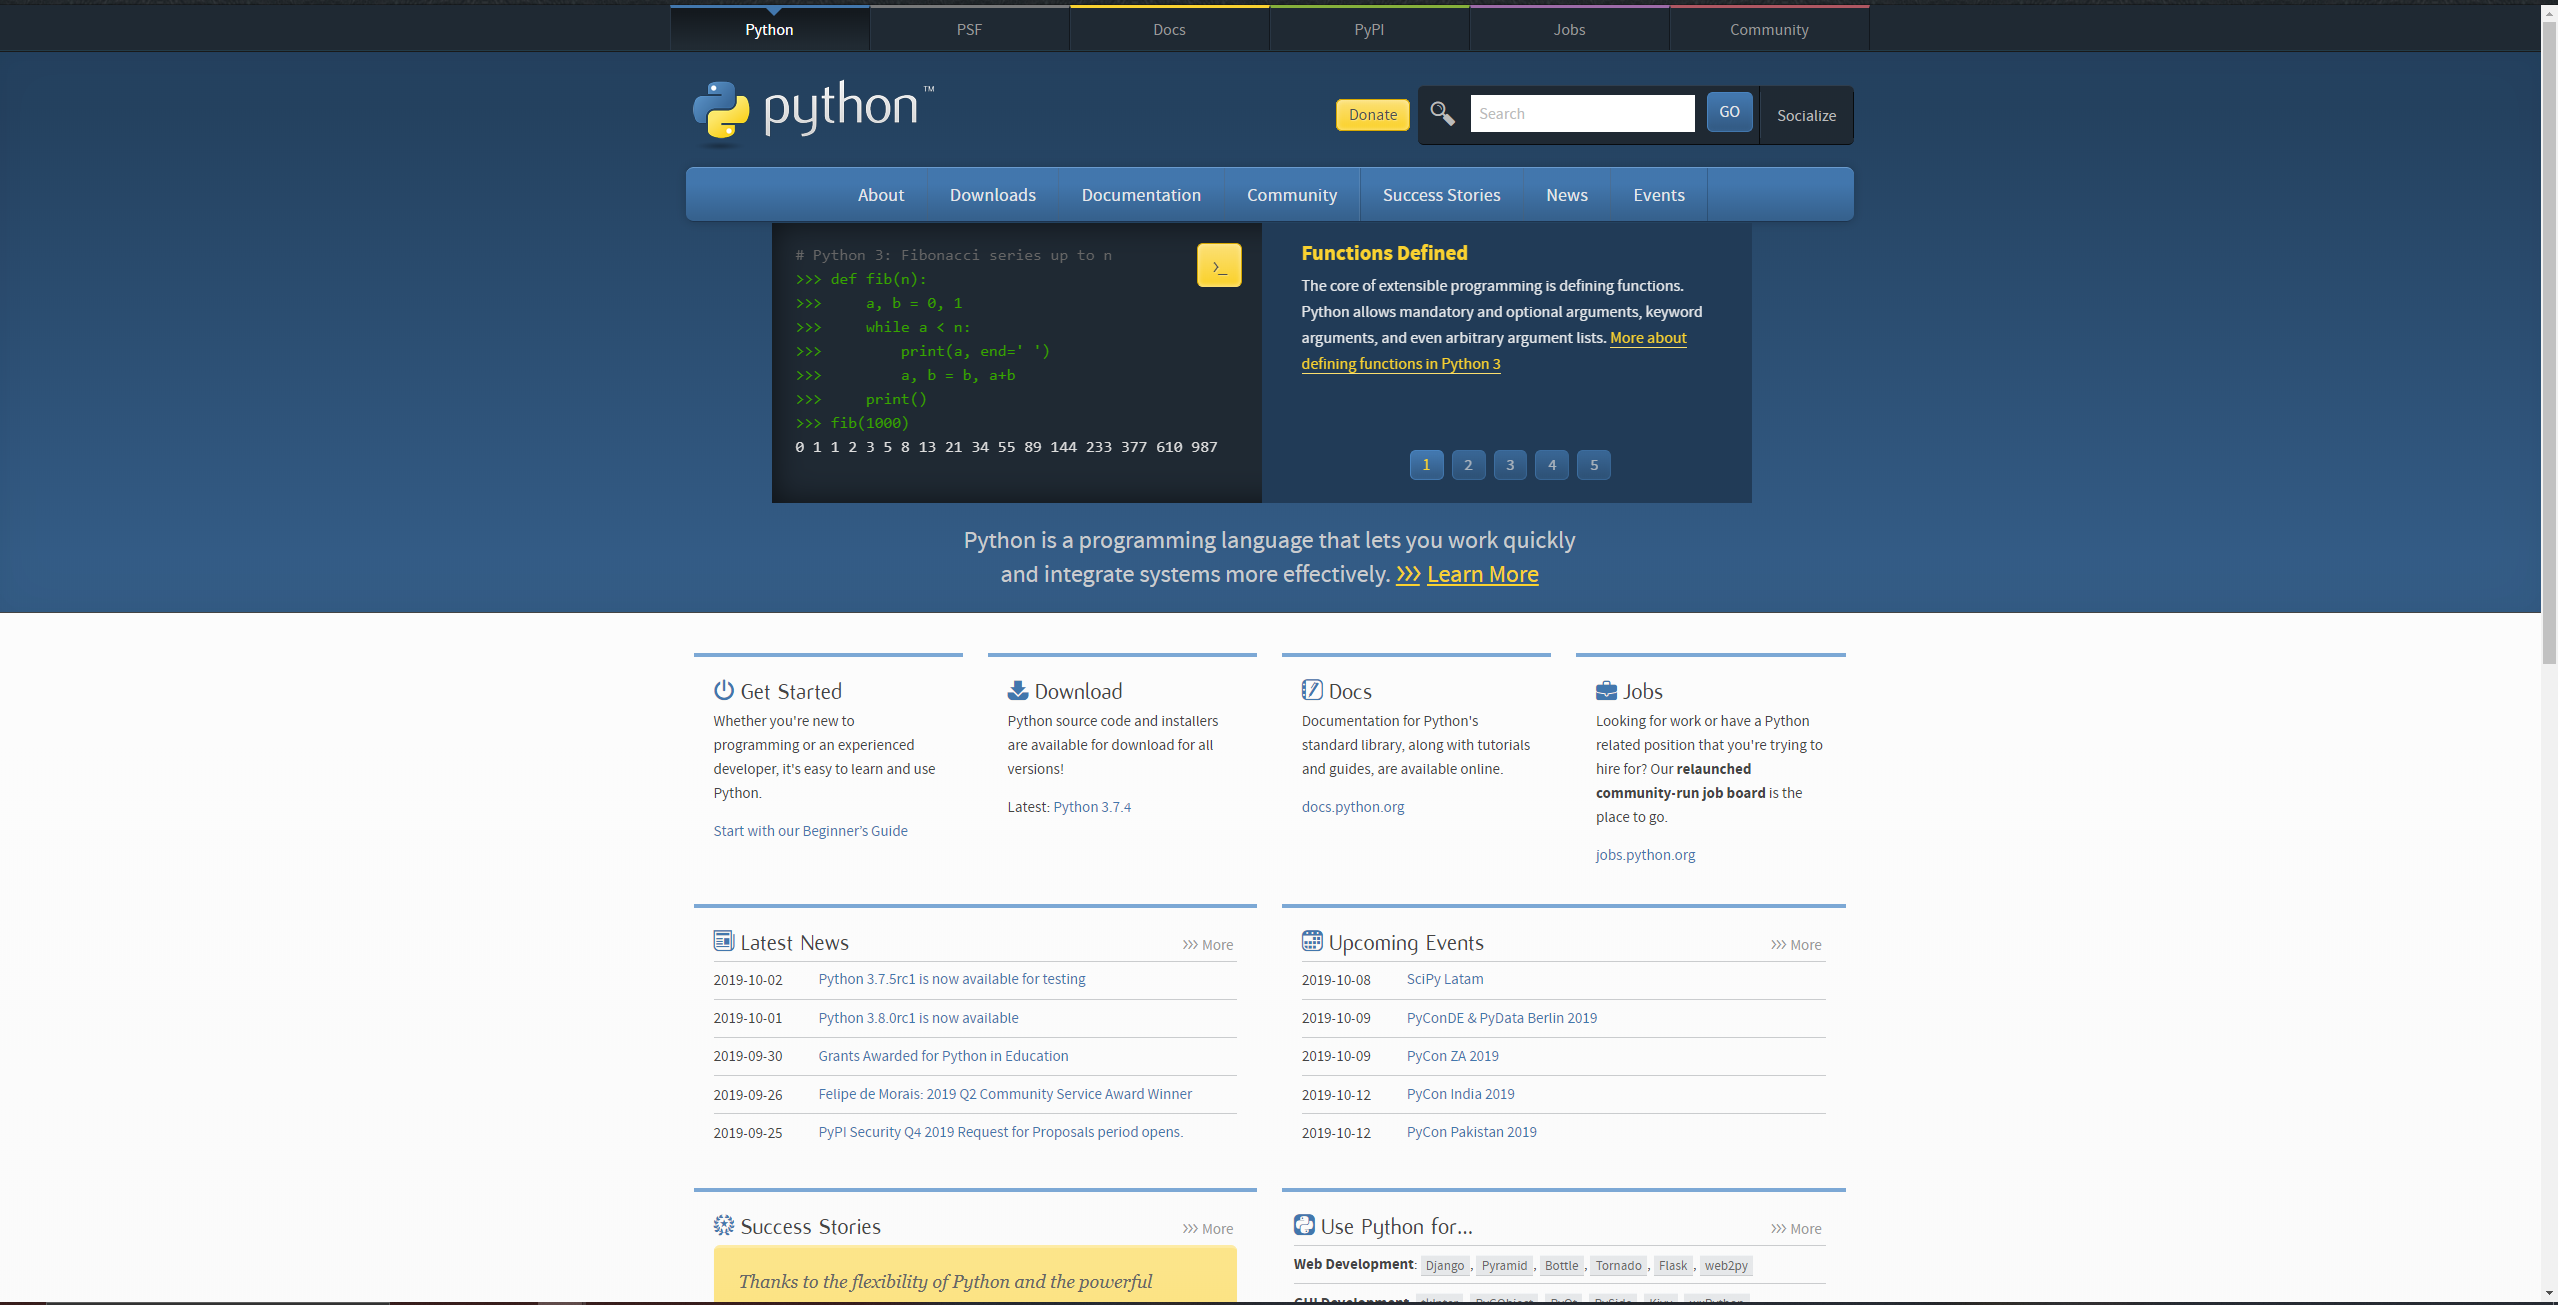 Python
PSF
Docs
PyPI
Jobs
Community
python™
Donate
Search
GO
Socialize
About
Downloads
Documentation
Community
Success Stories
News
Events
# Python 3: Fibonacci series up to n
>>> def fib(n):
>>>     a, b = 0, 1
>>>     while a < n:
>>>         print(a, end=' ')
>>>         a, b = b, a+b
>>>     print()
>>> fib(1000)
0 1 1 2 3 5 8 13 21 34 55 89 144 233 377 610 987
>_
Functions Defined
The core of extensible programming is defining functions.
Python allows mandatory and optional arguments, keyword
arguments, and even arbitrary argument lists. More about
defining functions in Python 3
1 2 3 4 5
Python is a programming language that lets you work quickly
and integrate systems more effectively. >>> Learn More
Get Started
Whether you're new to
programming or an experienced
developer, it's easy to learn and use
Python.
Start with our Beginner’s Guide
Download
Python source code and installers
are available for download for all
versions!
Latest: Python 3.7.4
Docs
Documentation for Python's
standard library, along with tutorials
and guides, are available online.
docs.python.org
Jobs
Looking for work or have a Python
related position that you're trying to
hire for? Our relaunched
community-run job board is the
place to go.
jobs.python.org
Latest News
>>> More
2019-10-02 Python 3.7.5rc1 is now available for testing
2019-10-01 Python 3.8.0rc1 is now available
2019-09-30 Grants Awarded for Python in Education
2019-09-26 Felipe de Morais: 2019 Q2 Community Service Award Winner
2019-09-25 PyPI Security Q4 2019 Request for Proposals period opens.
Upcoming Events
>>> More
2019-10-08 SciPy Latam
2019-10-09 PyConDE & PyData Berlin 2019
2019-10-09 PyCon ZA 2019
2019-10-12 PyCon India 2019
2019-10-12 PyCon Pakistan 2019
Success Stories
>>> More
Thanks to the flexibility of Python and the powerful
Use Python for…
>>> More
Web Development: Django, Pyramid, Bottle, Tornado, Flask, web2py